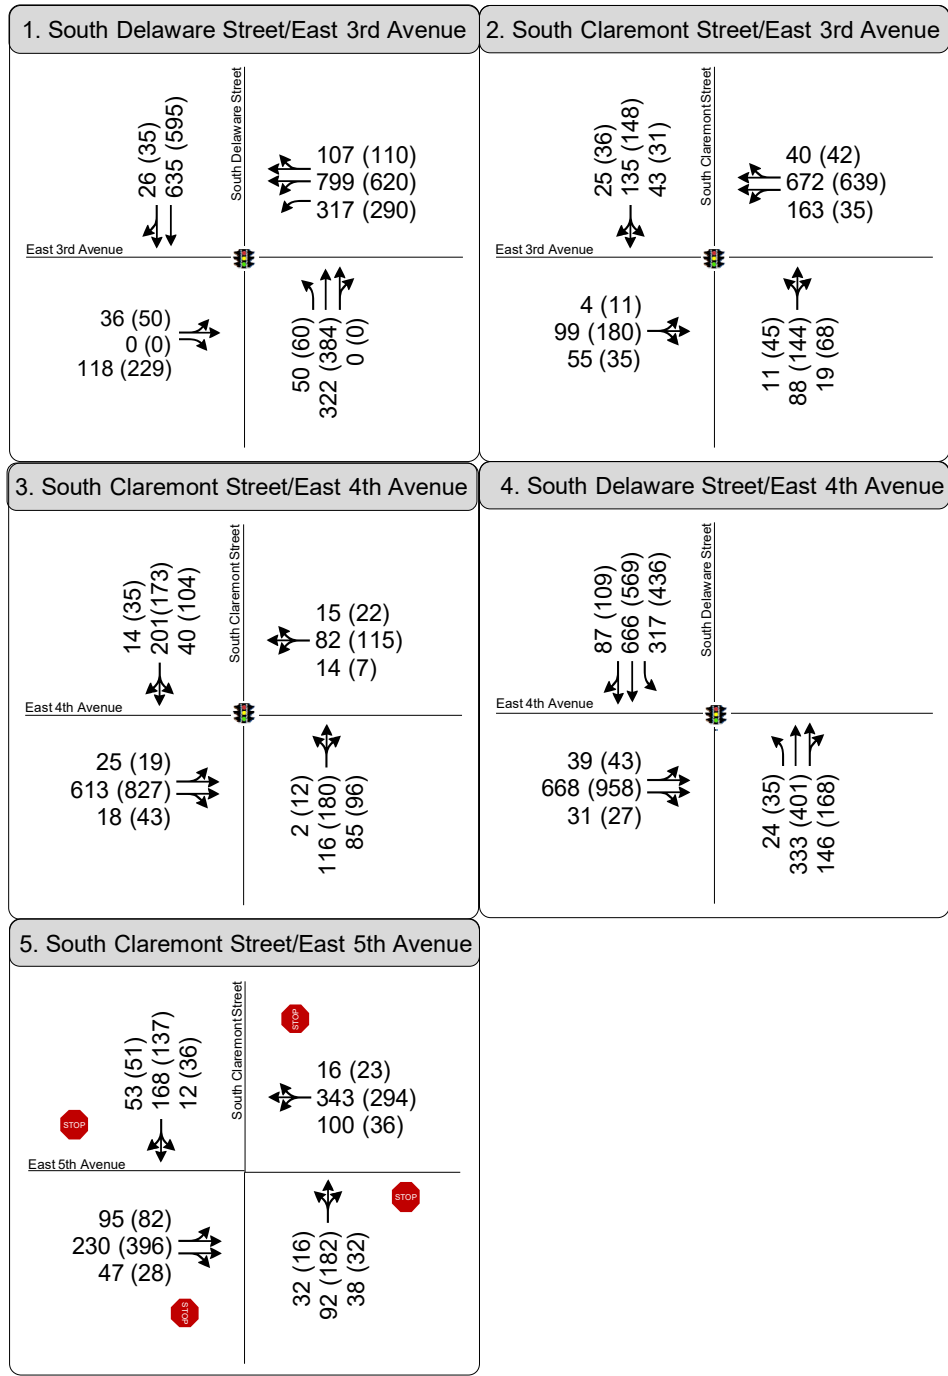 1. South Delaware Street/East 3rd Avenue
South Delaware Street
26 (35)
635 (595)
107 (110)
799 (620)
317 (290)
East 3rd Avenue
36 (50)
0 (0)
118 (229)
50 (60)
322 (384)
0 (0)
2. South Claremont Street/East 3rd Avenue
South Claremont Street
25 (36)
135 (148)
43 (31)
40 (42)
672 (639)
163 (35)
East 3rd Avenue
4 (11)
99 (180)
55 (35)
11 (45)
88 (144)
19 (68)
3. South Claremont Street/East 4th Avenue
South Claremont Street
14 (35)
201(173)
40 (104)
15 (22)
82 (115)
14 (7)
East 4th Avenue
25 (19)
613 (827)
18 (43)
2 (12)
116 (180)
85 (96)
4. South Delaware Street/East 4th Avenue
South Delaware Street
87 (109)
666 (569)
317 (436)
East 4th Avenue
39 (43)
668 (958)
31 (27)
24 (35)
333 (401)
146 (168)
5. South Claremont Street/East 5th Avenue
South Claremont Street
STOP
53 (51)
168 (137)
12 (36)
16 (23)
343 (294)
100 (36)
STOP
East 5th Avenue
STOP
95 (82)
230 (396)
47 (28)
32 (16)
92 (182)
38 (32)
STOP